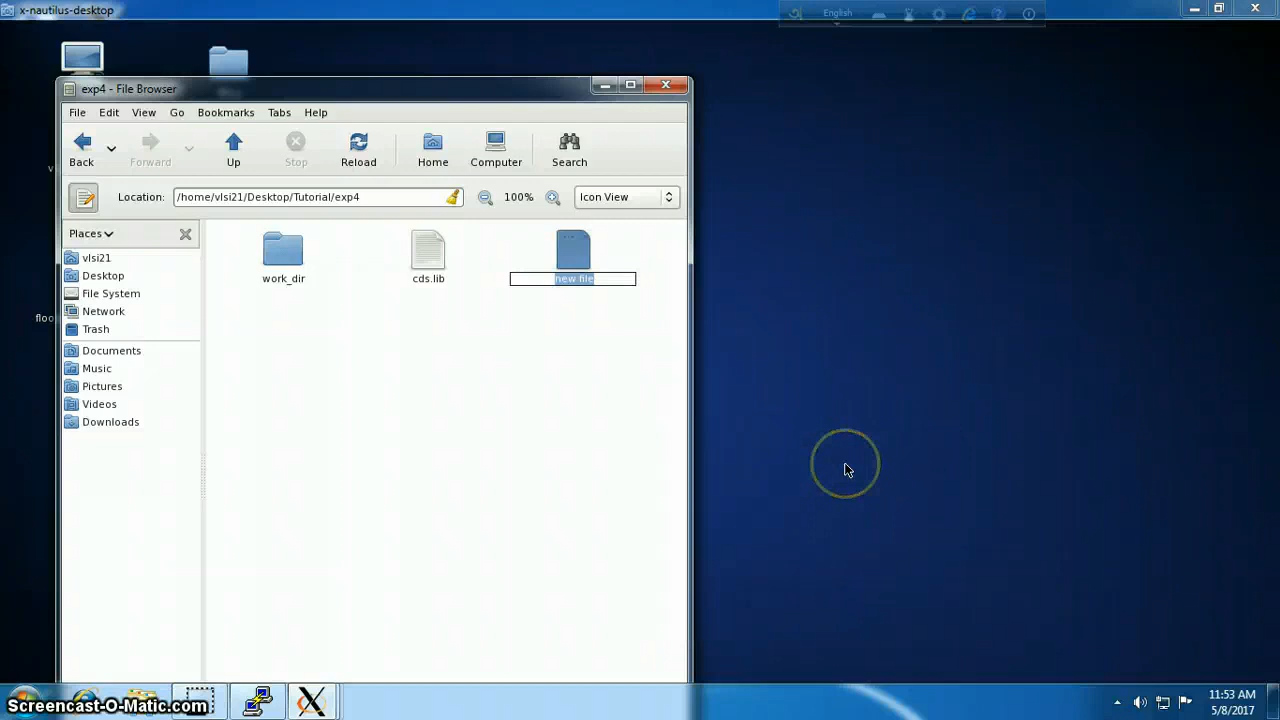 x-nautilus-desktop
English
exp4 - File Browser
File Edit View Go Bookmarks Tabs Help
Back Forward Up Stop Reload Home Computer Search
Location: /home/vlsi21/Desktop/Tutorial/exp4 100% Icon View
Places
vlsi21
Desktop
File System
Network
Trash
Documents
Music
Pictures
Videos
Downloads
work_dir cds.lib new file
v
floo
Screencast-O-Matic.com
11:53 AM
5/8/2017